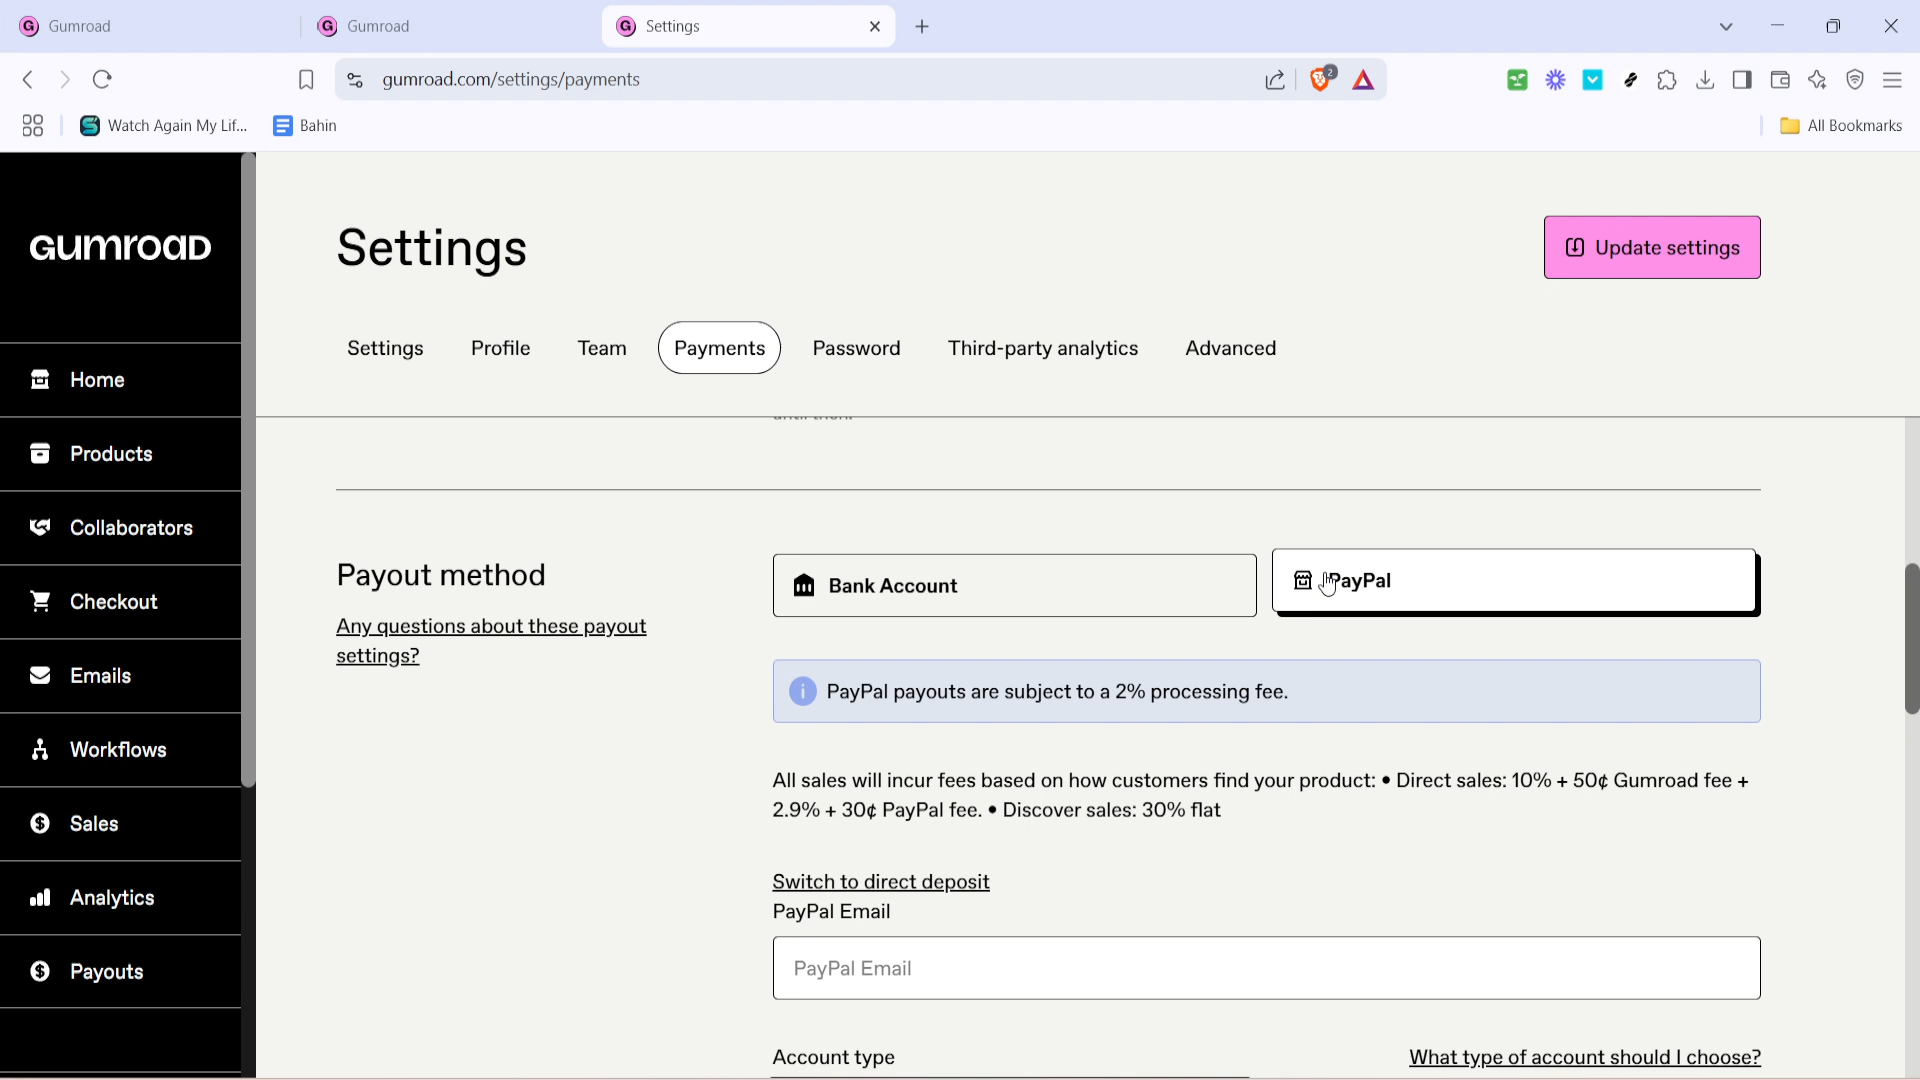 Gumroad
Gumroad
Settings
gumroad.com/settings/payments
2
Watch Again My Lif...
Bahin
All Bookmarks
GUMROAD
Settings
Update settings
Settings
Profile
Team
Payments
Password
Third-party analytics
Advanced
Home
Products
Collaborators
Checkout
Emails
Workflows
Sales
Analytics
Payouts
until then.
Payout method
Any questions about these payout
settings?
Bank Account
PayPal
PayPal payouts are subject to a 2% processing fee.
All sales will incur fees based on how customers find your product: • Direct sales: 10% + 50¢ Gumroad fee +
2.9% + 30¢ PayPal fee. • Discover sales: 30% flat
Switch to direct deposit
PayPal Email
PayPal Email
Account type
What type of account should I choose?